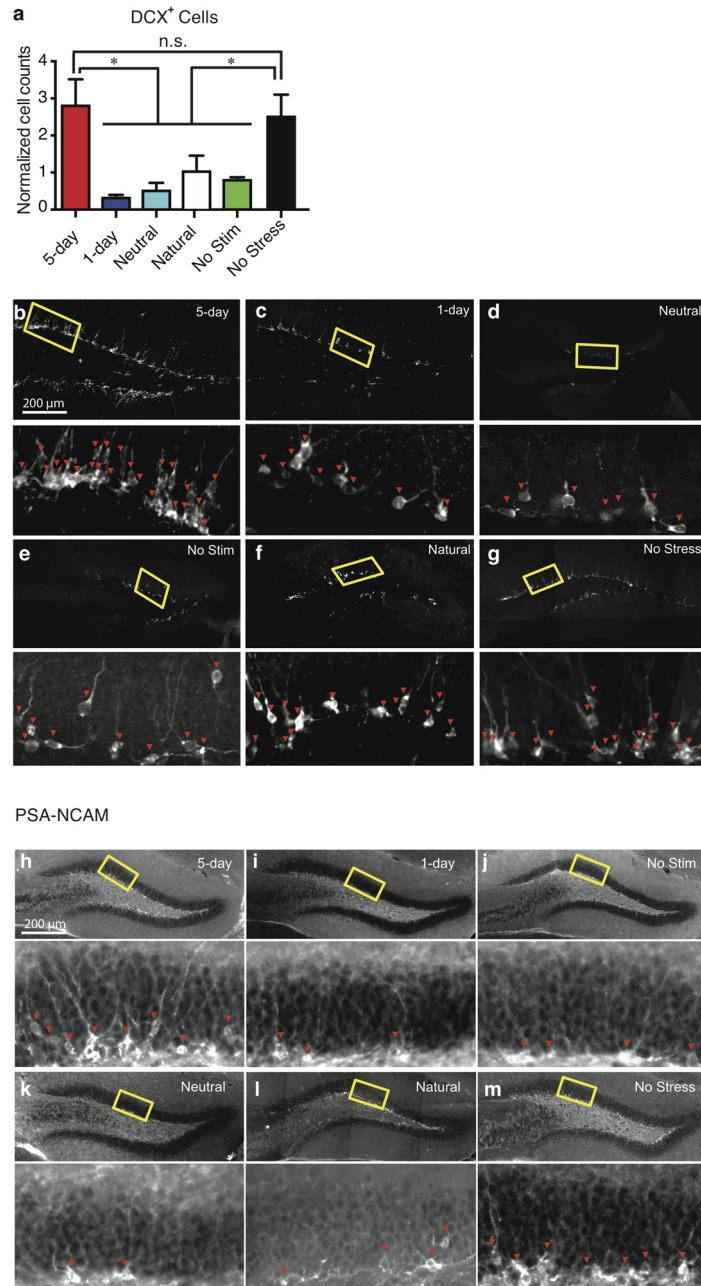 a
DCX+ Cells
n.s.
* *
Normalized cell counts
4
3
2
1
0
5-day
1-day
Neutral
Natural
No Stim
No Stress
b 5-day
c 1-day
d Neutral
200 µm
e No Stim
f Natural
g No Stress
PSA-NCAM
h 5-day
i 1-day
j No Stim
200 µm
k Neutral
l Natural
m No Stress